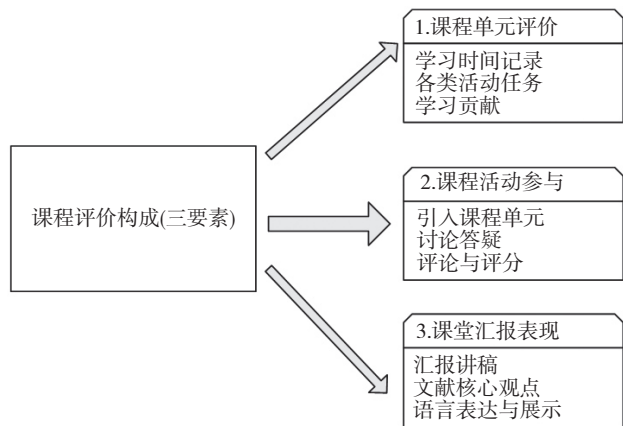 1.课程单元评价
学习时间记录
各类活动任务
学习贡献
课程评价构成(三要素)
2.课程活动参与
引入课程单元
讨论答疑
评论与评分
3.课堂汇报表现
汇报讲稿
文献核心观点
语言表达与展示